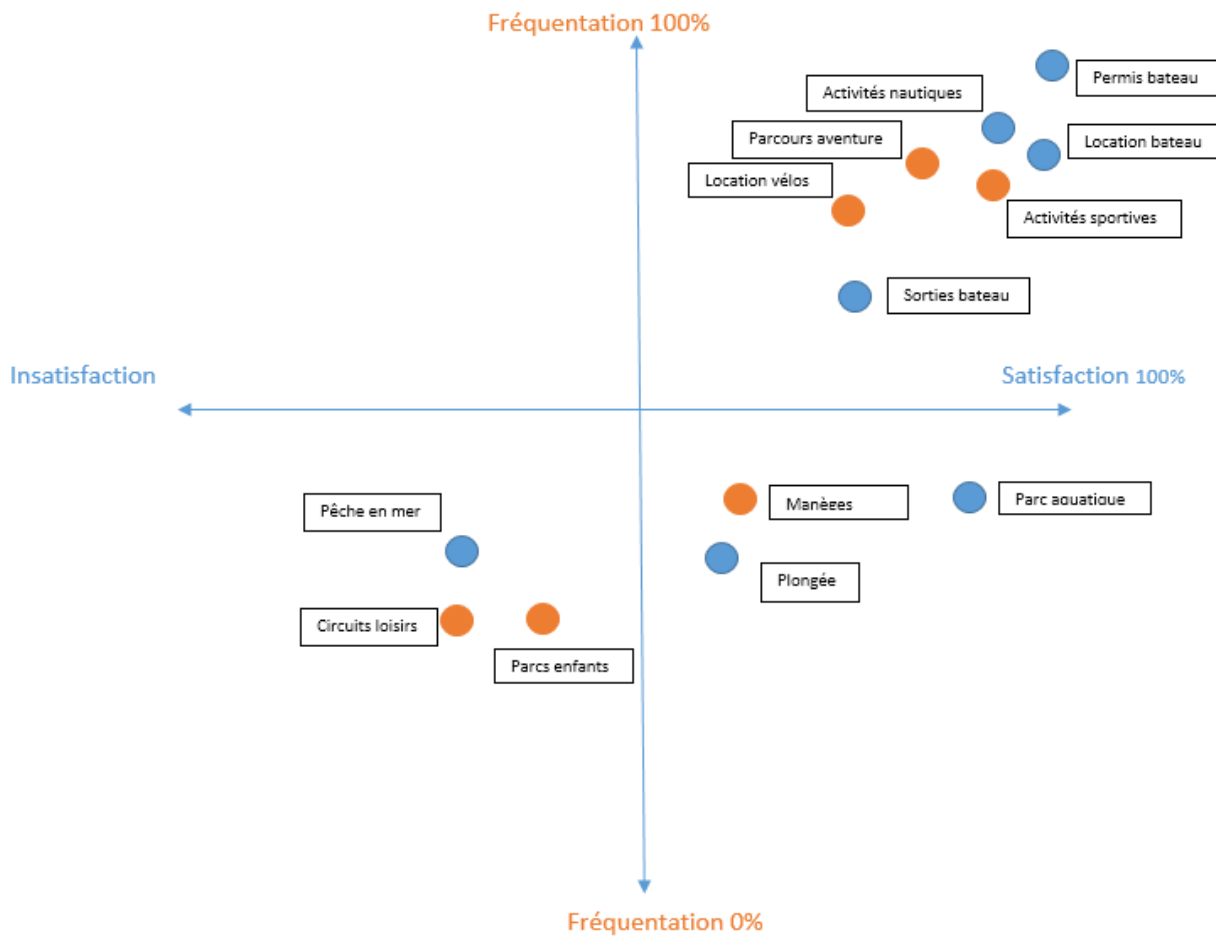 Fréquentation 100%
Permis bateau
Activités nautiques
Parcours aventure
Location bateau
Location vélos
Activités sportives
Sorties bateau
Insatisfaction
Satisfaction 100%
Manèges
Parc aquatique
Pêche en mer
Plongée
Circuits loisirs
Parcs enfants
Fréquentation 0%